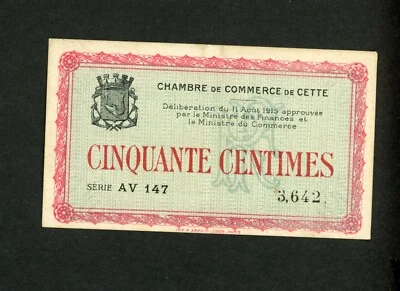 CHAMBRE DE COMMERCE DE CETTE
Délibération du 11 Août 1915 approuvée
par le Ministre des Finances et
le Ministre du Commerce
CINQUANTE CENTIMES
SÉRIE AV 147
3,642